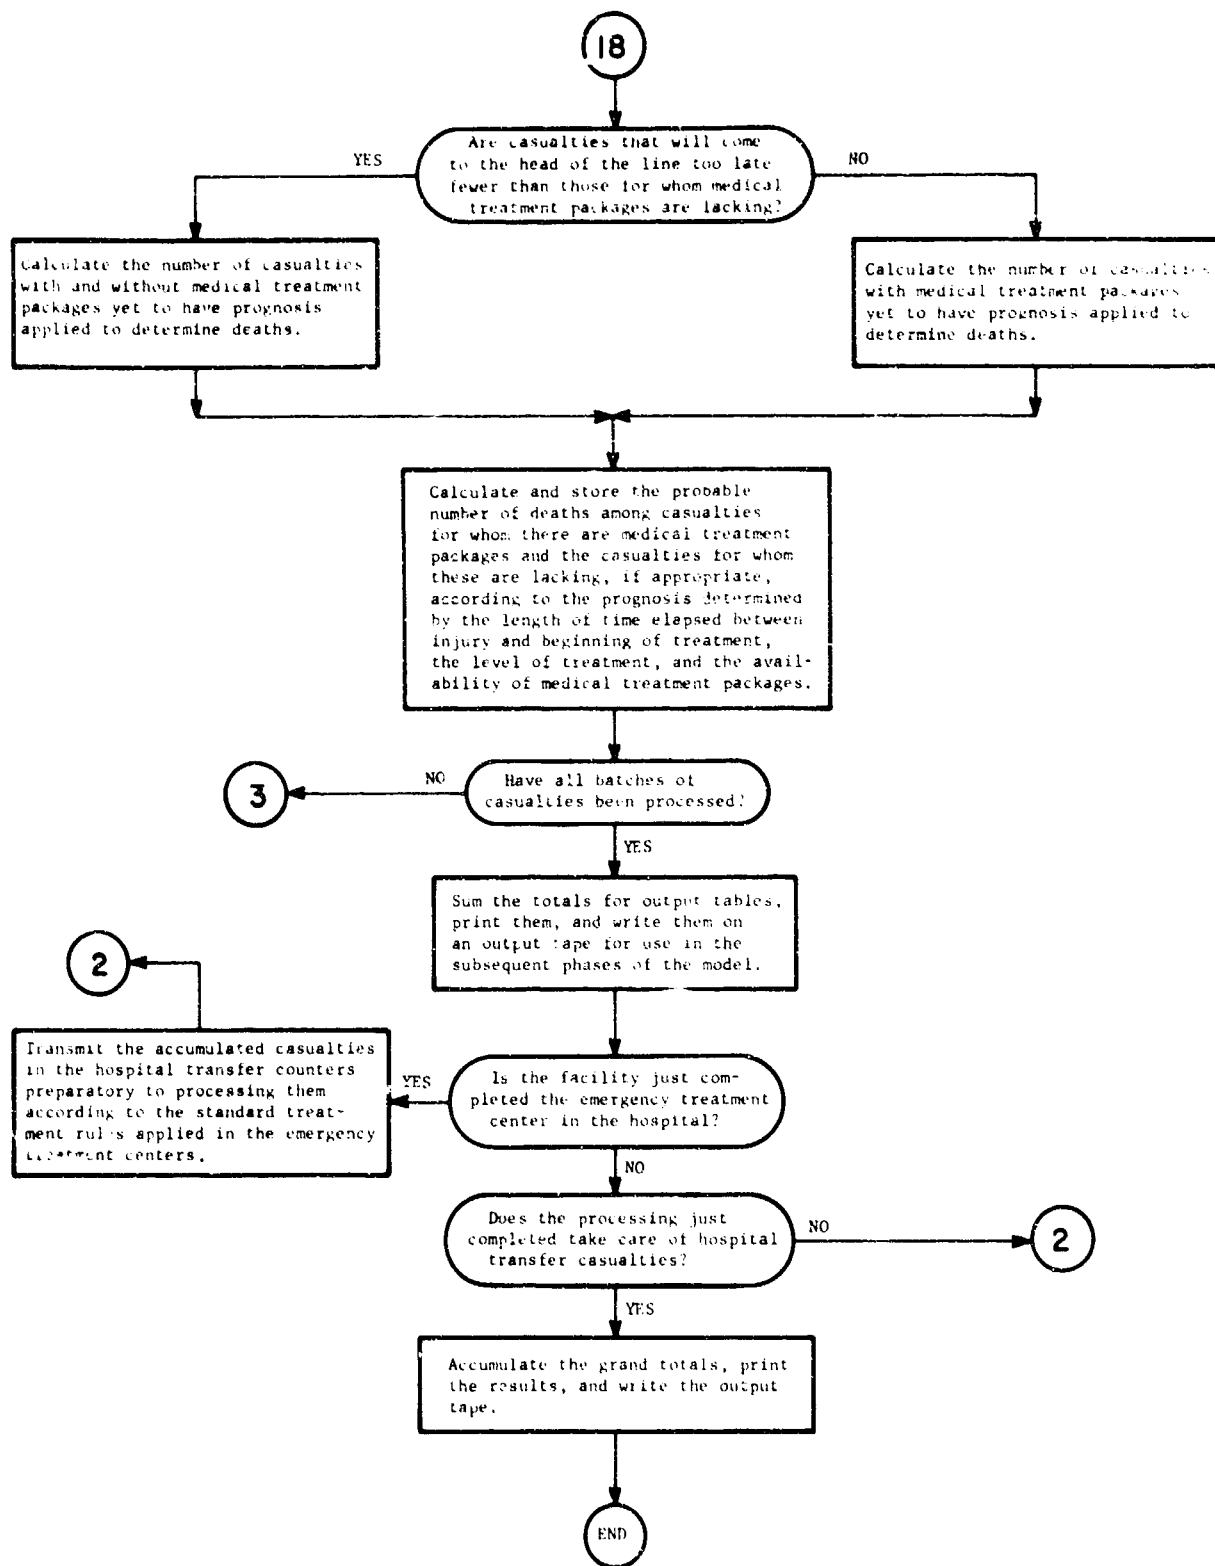 18
Are casualties that will come
to the head of the line too late
fewer than those for whom medical
treatment packages are lacking?
YES
NO
Calculate the number of casualties
with and without medical treatment
packages yet to have prognosis
applied to determine deaths.
Calculate the number of casualties
with medical treatment packages
yet to have prognosis applied to
determine deaths.
Calculate and store the probable
number of deaths among casualties
for whom there are medical treatment
packages and the casualties for whom
these are lacking, if appropriate,
according to the prognosis determined
by the length of time elapsed between
injury and beginning of treatment,
the level of treatment, and the avail-
ability of medical treatment packages.
3
NO
Have all batches of
casualties been processed?
YES
Sum the totals for output tables,
print them, and write them on
an output tape for use in the
subsequent phases of the model.
2
Transmit the accumulated casualties
in the hospital transfer counters
preparatory to processing them
according to the standard treat-
ment rules applied in the emergency
treatment centers.
YES
Is the facility just com-
pleted the emergency treatment
center in the hospital?
NO
Does the processing just
completed take care of hospital
transfer casualties?
NO
2
YES
Accumulate the grand totals, print
the results, and write the output
tape.
END